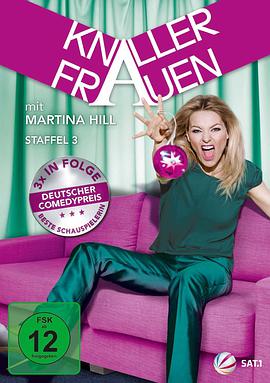 KNALLER
FRAUEN
mit
MARTINA HILL
STAFFEL 3
3x IN FOLGE
DEUTSCHER
COMEDYPREIS
BESTE SCHAUSPIELERIN
FSK
ab
12
freigegeben
SAT.1